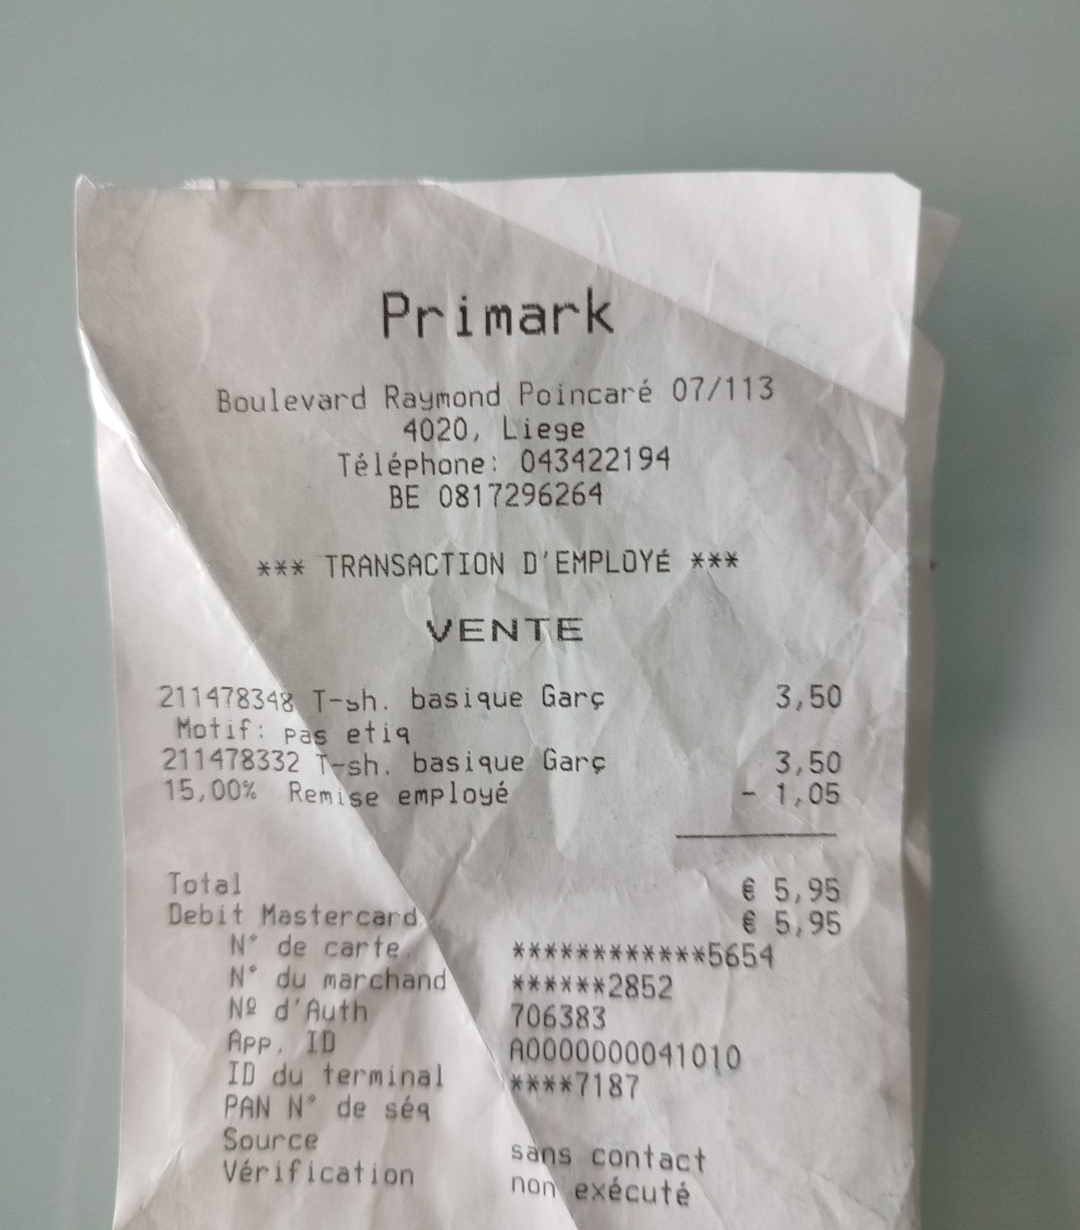 Primark
Boulevard Raymond Poincaré 07/113
4020, Liege
Téléphone: 043422194
BE 0817296264
*** TRANSACTION D'EMPLOYÉ ***
VENTE
211478348 T-sh. basique Garç 3,50
Motif: pas etiq
211478332 T-sh. basique Garç 3,50
15,00% Remise employé - 1,05
Total € 5,95
Debit Mastercard € 5,95
N° de carte ************5654
N° du marchand ******2852
Nº d'Auth 706383
App. ID A0000000041010
ID du terminal ****7187
PAN N° de séq
Source sans contact
Vérification non exécuté